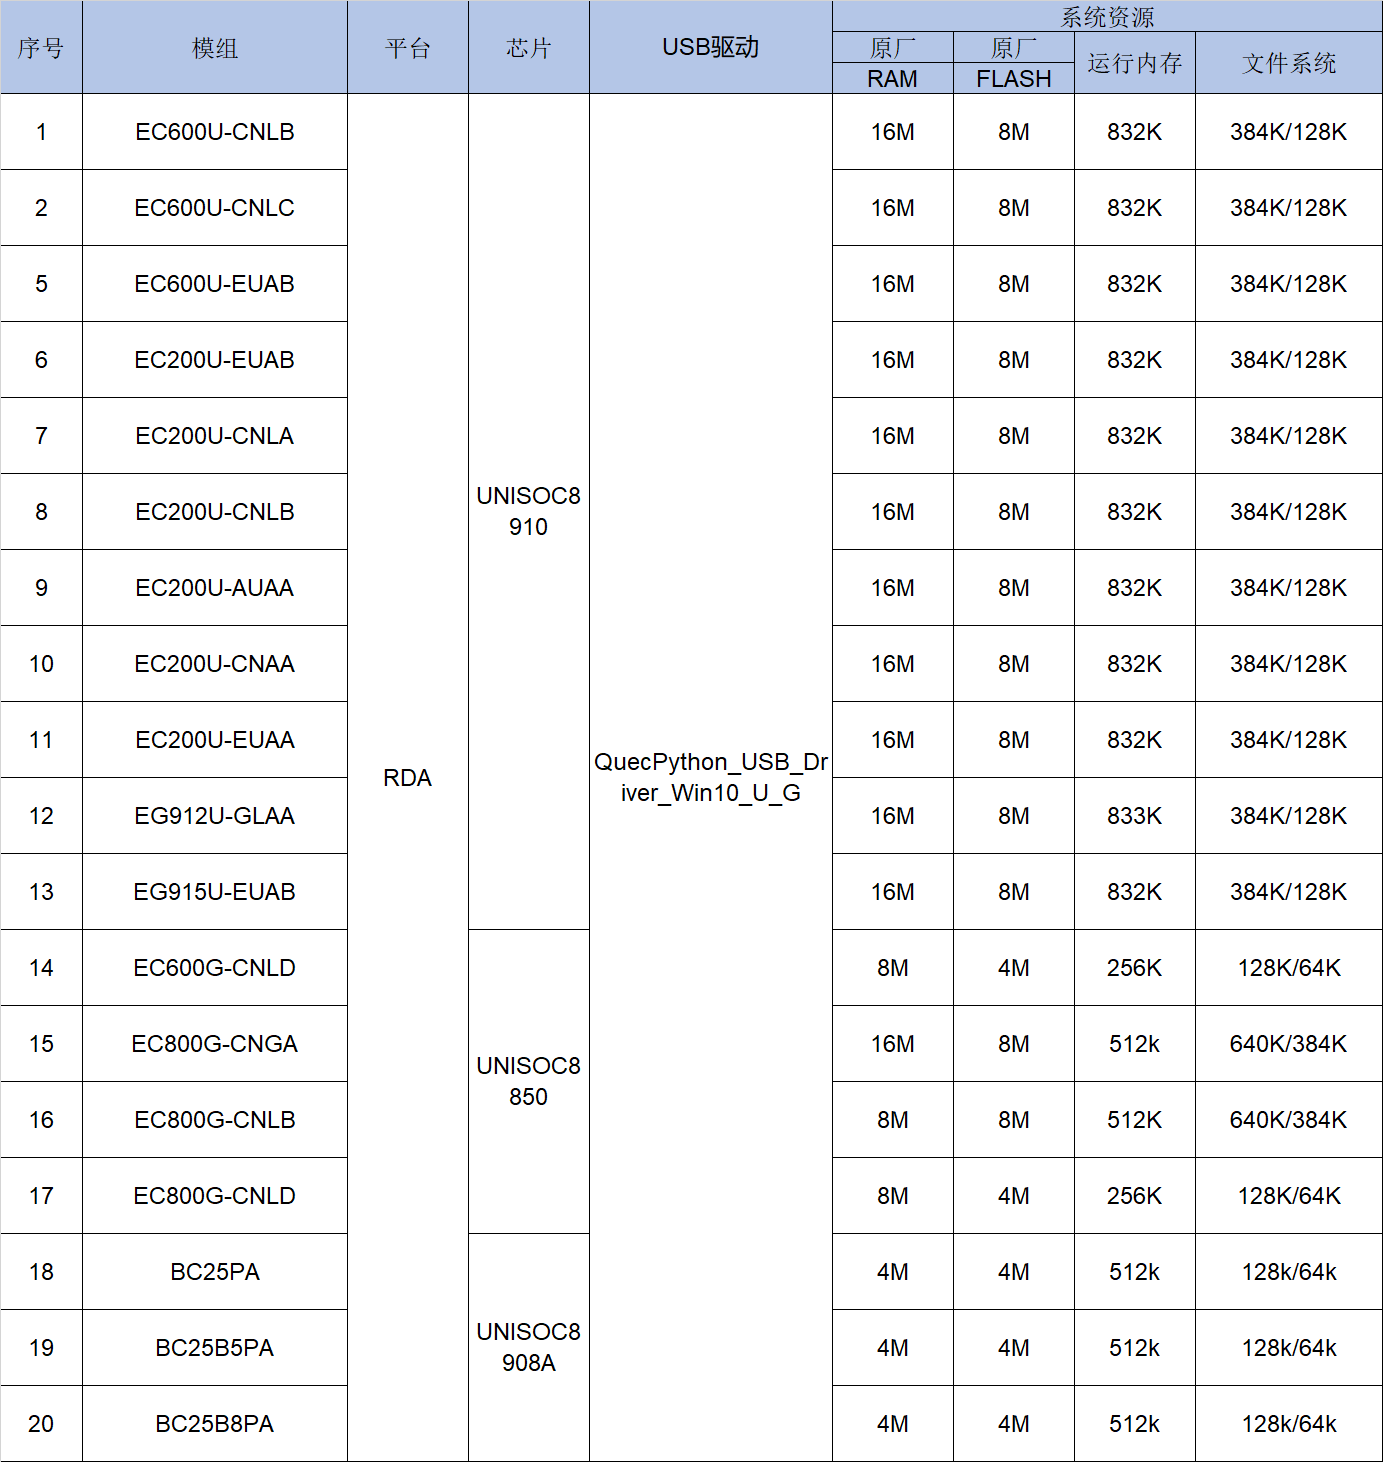 序号 模组 平台 芯片 USB驱动 系统资源
原厂 原厂 运行内存 文件系统
RAM FLASH
1 EC600U-CNLB 16M 8M 832K 384K/128K
2 EC600U-CNLC 16M 8M 832K 384K/128K
5 EC600U-EUAB 16M 8M 832K 384K/128K
6 EC200U-EUAB 16M 8M 832K 384K/128K
7 EC200U-CNLA 16M 8M 832K 384K/128K
UNISOC8
8 EC200U-CNLB 16M 8M 832K 384K/128K
910
9 EC200U-AUAA 16M 8M 832K 384K/128K
10 EC200U-CNAA 16M 8M 832K 384K/128K
11 EC200U-EUAA 16M 8M 832K 384K/128K
QuecPython_USB_Dr
RDA
iver_Win10_U_G
12 EG912U-GLAA 16M 8M 833K 384K/128K
13 EG915U-EUAB 16M 8M 832K 384K/128K
14 EC600G-CNLD 8M 4M 256K 128K/64K
15 EC800G-CNGA 16M 8M 512k 640K/384K
UNISOC8
850
16 EC800G-CNLB 8M 8M 512K 640K/384K
17 EC800G-CNLD 8M 4M 256K 128K/64K
18 BC25PA 4M 4M 512k 128k/64k
UNISOC8
19 BC25B5PA 4M 4M 512k 128k/64k
908A
20 BC25B8PA 4M 4M 512k 128k/64k